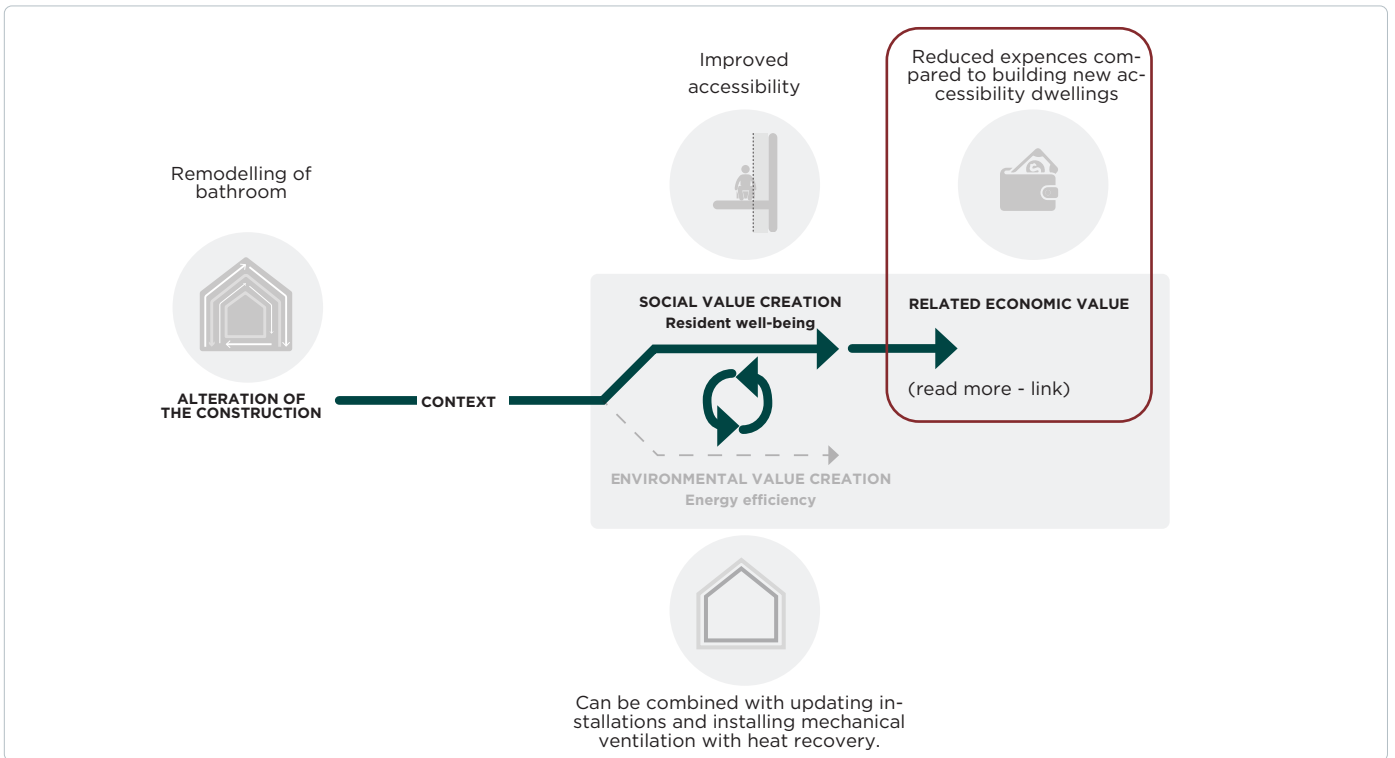 Improved
accessibility
Reduced expences com-
pared to building new ac-
cessibility dwellings
Remodelling of
bathroom
SOCIAL VALUE CREATION
Resident well-being
RELATED ECONOMIC VALUE
(read more - link)
ALTERATION OF
THE CONSTRUCTION
CONTEXT
ENVIRONMENTAL VALUE CREATION
Energy efficiency
Can be combined with updating in-
stallations and installing mechanical
ventilation with heat recovery.